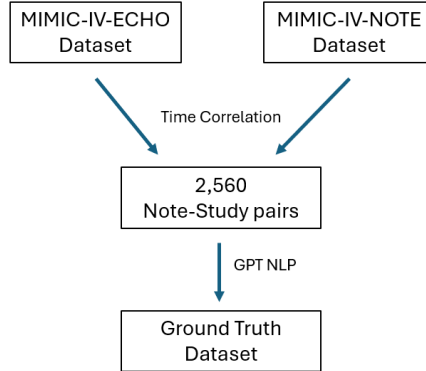 MIMIC-IV-ECHO
Dataset
MIMIC-IV-NOTE
Dataset
Time Correlation
2,560
Note-Study pairs
GPT NLP
Ground Truth
Dataset